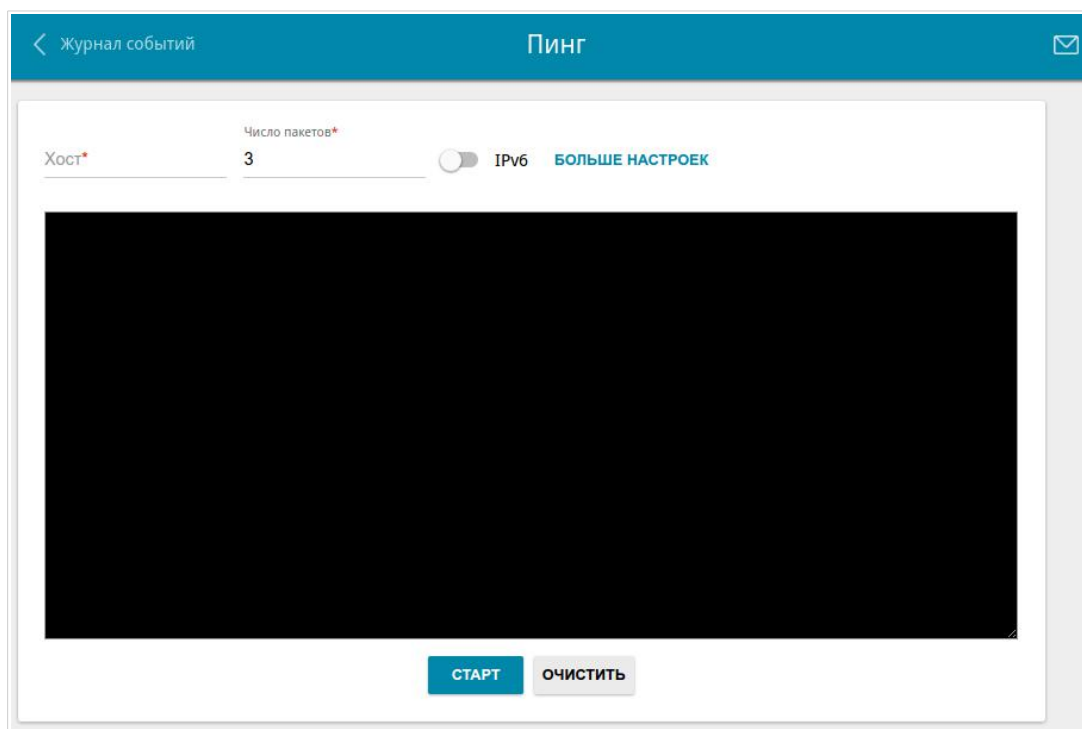 Журнал событий
Пинг
Число пакетов*
Хост*
3
IPv6
БОЛЬШЕ НАСТРОЕК
СТАРТ
ОЧИСТИТЬ